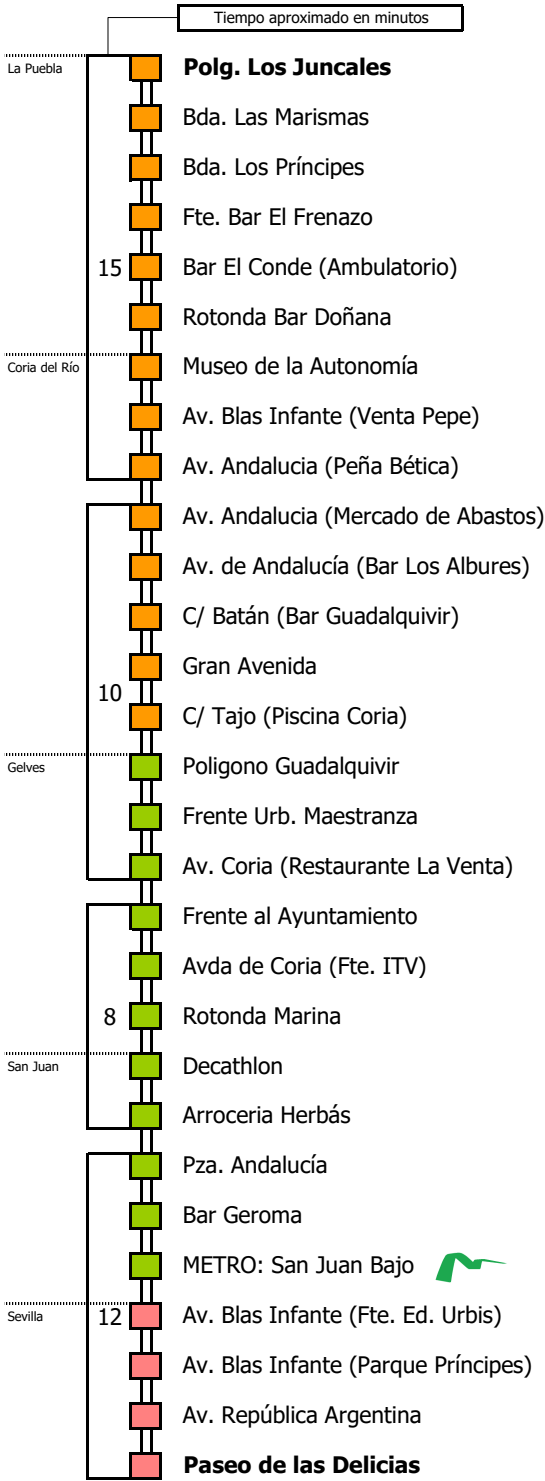 Tiempo aproximado en minutos
La Puebla
Polg. Los Juncales
Bda. Las Marismas
Bda. Los Príncipes
Fte. Bar El Frenazo
15
Bar El Conde (Ambulatorio)
Rotonda Bar Doñana
Coria del Río
Museo de la Autonomía
Av. Blas Infante (Venta Pepe)
Av. Andalucia (Peña Bética)
Av. Andalucia (Mercado de Abastos)
Av. de Andalucía (Bar Los Albures)
C/ Batán (Bar Guadalquivir)
Gran Avenida
10
C/ Tajo (Piscina Coria)
Gelves
Poligono Guadalquivir
Frente Urb. Maestranza
Av. Coria (Restaurante La Venta)
Frente al Ayuntamiento
Avda de Coria (Fte. ITV)
8
Rotonda Marina
San Juan
Decathlon
Arroceria Herbás
Pza. Andalucía
Bar Geroma
METRO: San Juan Bajo
Sevilla
12
Av. Blas Infante (Fte. Ed. Urbis)
Av. Blas Infante (Parque Príncipes)
Av. República Argentina
Paseo de las Delicias